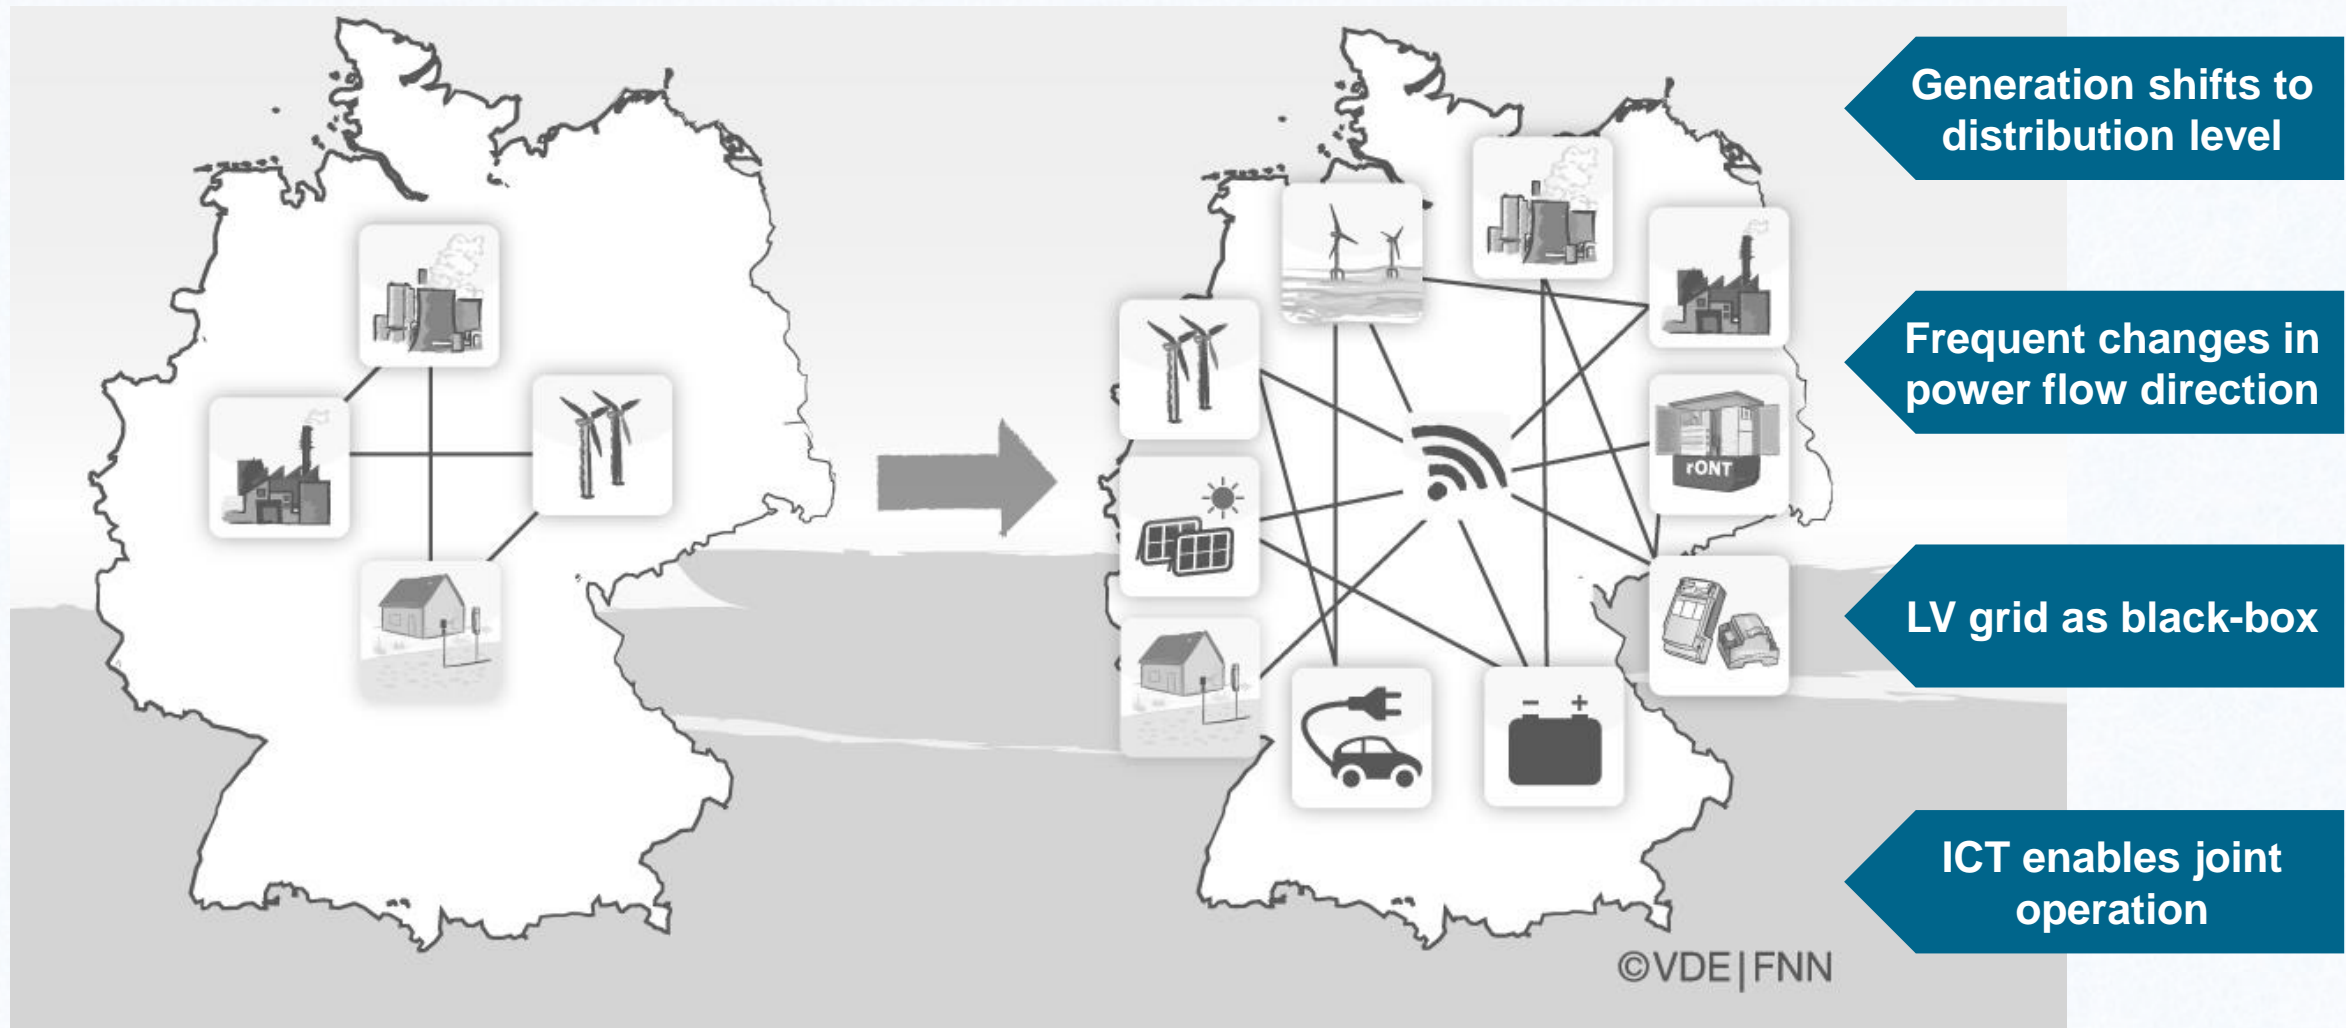 Generation shifts to
distribution level
Frequent changes in
power flow direction
rONT
LV grid as black-box
- +
ICT enables joint
operation
©VDE|FNN